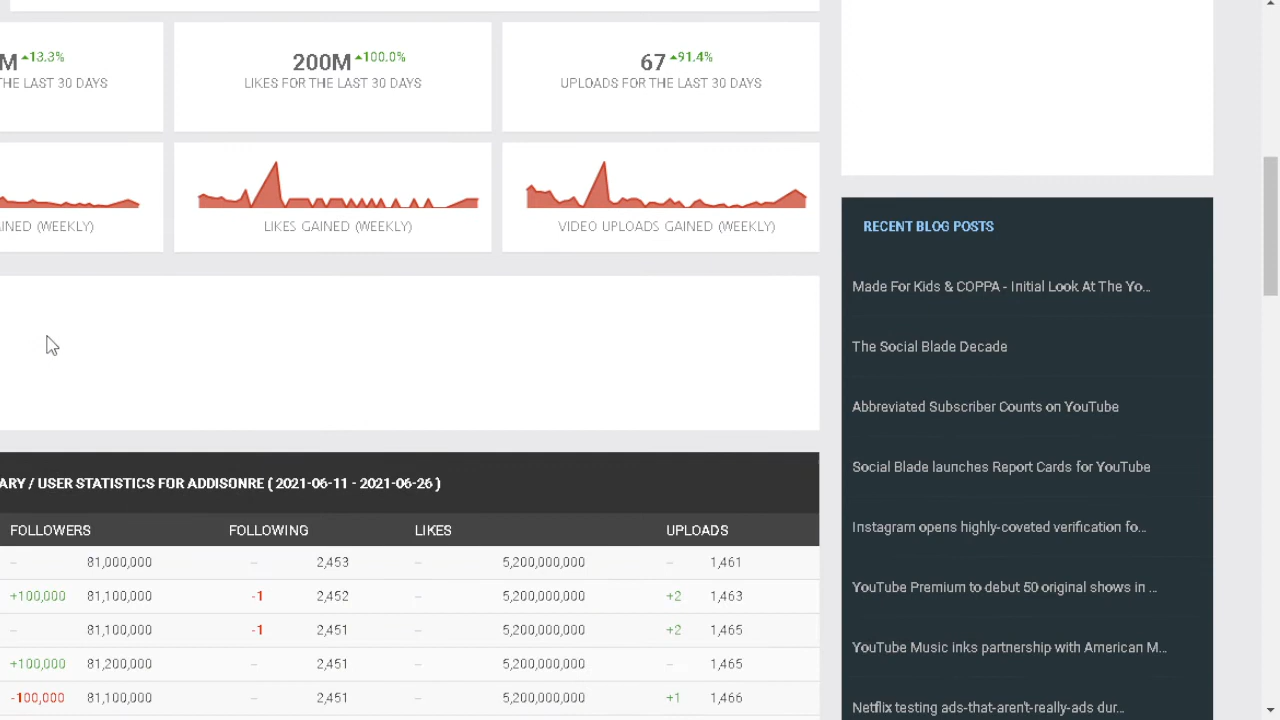 M 13.3%
200M 100.0%
67 91.4%
THE LAST 30 DAYS
LIKES FOR THE LAST 30 DAYS
UPLOADS FOR THE LAST 30 DAYS
INED (WEEKLY)
LIKES GAINED (WEEKLY)
VIDEO UPLOADS GAINED (WEEKLY)
ARY / USER STATISTICS FOR ADDISONRE ( 2021-06-11 - 2021-06-26 )
FOLLOWERS FOLLOWING LIKES UPLOADS
– 81,000,000 – 2,453 – 5,200,000,000 – 1,461
+100,000 81,100,000 -1 2,452 – 5,200,000,000 +2 1,463
– 81,100,000 -1 2,451 – 5,200,000,000 +2 1,465
+100,000 81,200,000 – 2,451 – 5,200,000,000 – 1,465
-100,000 81,100,000 – 2,451 – 5,200,000,000 +1 1,466
RECENT BLOG POSTS
Made For Kids & COPPA - Initial Look At The Yo...
The Social Blade Decade
Abbreviated Subscriber Counts on YouTube
Social Blade launches Report Cards for YouTube
Instagram opens highly-coveted verification fo...
YouTube Premium to debut 50 original shows in ...
YouTube Music inks partnership with American M...
Netflix testing ads-that-aren't-really-ads dur...